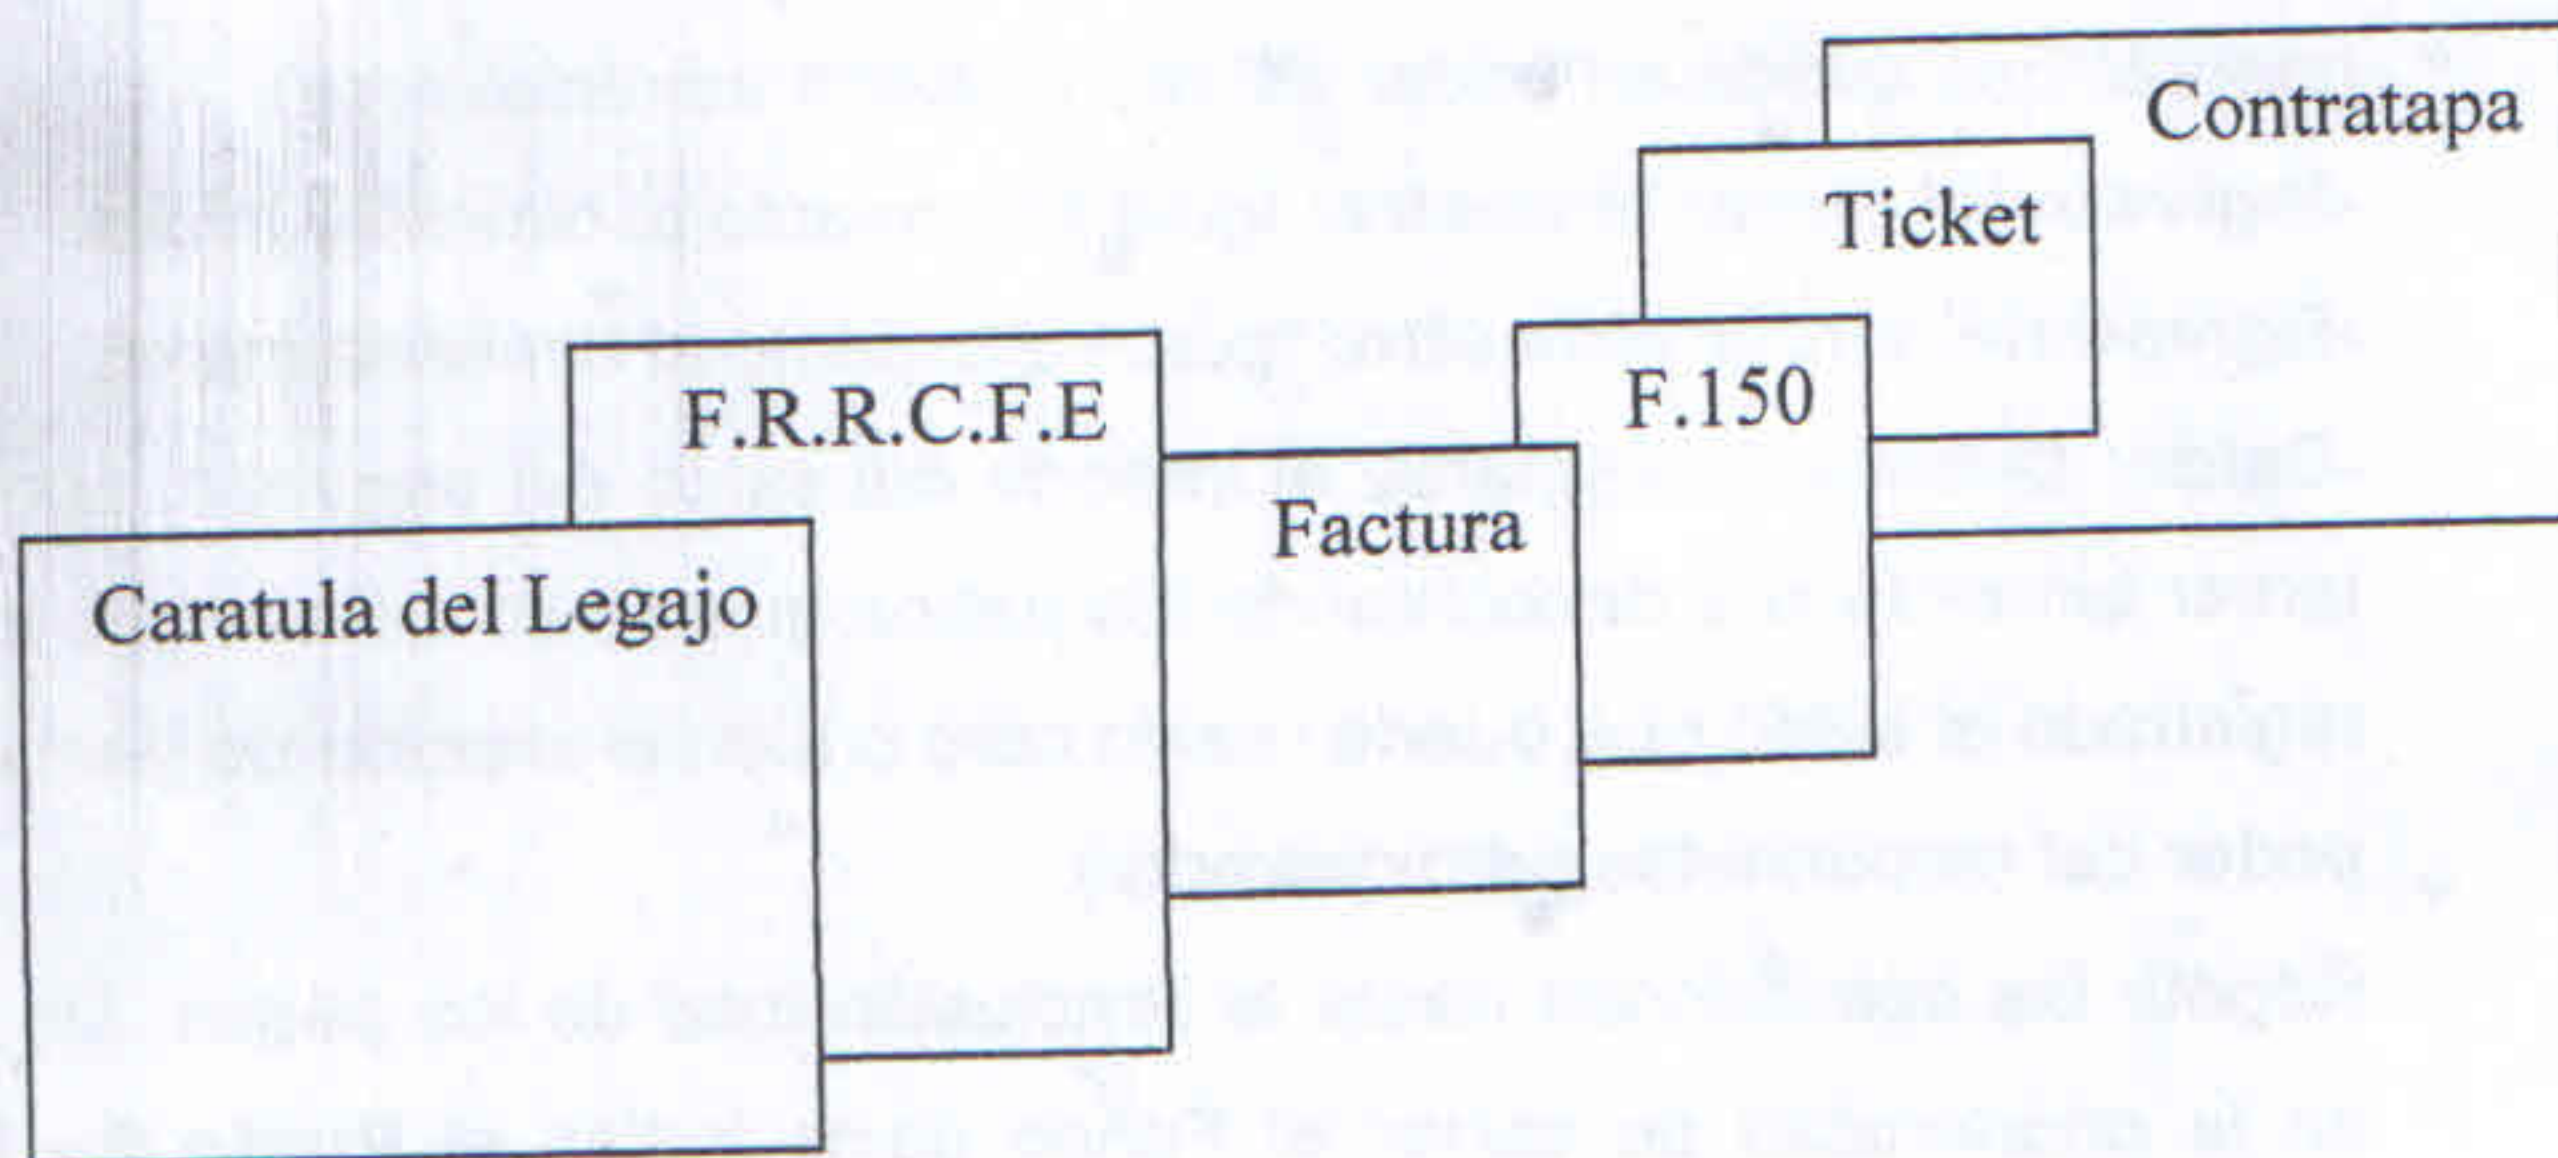 Contratapa
Ticket
F.150
F.R.R.C.F.E
Factura
Caratula del Legajo